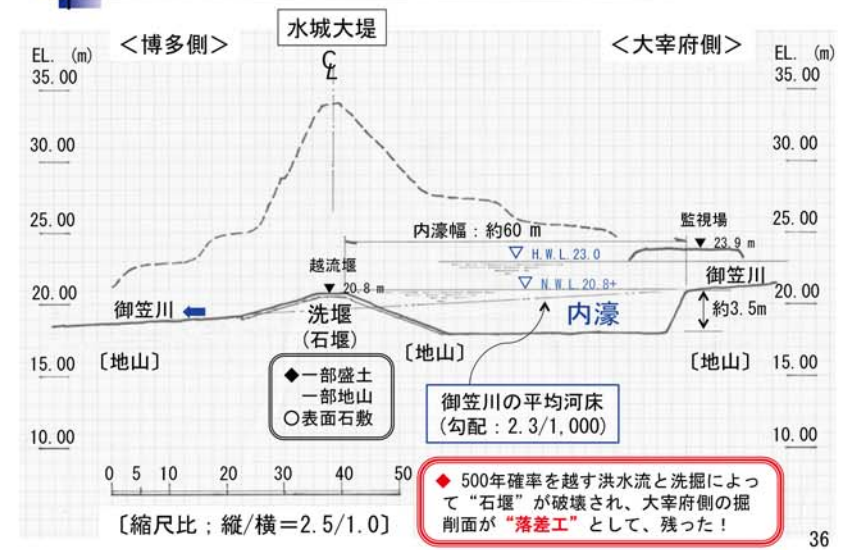 水城大堤
℄
＜博多側＞
＜大宰府側＞
EL. (m)
35.00
30.00
25.00
20.00
15.00
10.00
EL. (m)
35.00
30.00
25.00
20.00
15.00
10.00
内濠幅：約60 m
監視場
▼ 23.9 m
▽ H.W.L.23.0
越流堰
▼ 20.8 m
▽ N.W.L.20.8+
御笠川
御笠川
洗堰
(石堰)
内濠
約3.5m
〔地山〕
〔地山〕
〔地山〕
◆一部盛土
一部地山
○表面石敷
御笠川の平均河床
(勾配：2.3/1,000)
0 5 10 20 30 40 50
〔縮尺比；縦/横＝2.5/1.0〕
◆ 500年確率を越す洪水流と洗掘によっ
て“石堰”が破壊され、大宰府側の掘
削面が“落差工”として、残った！
36